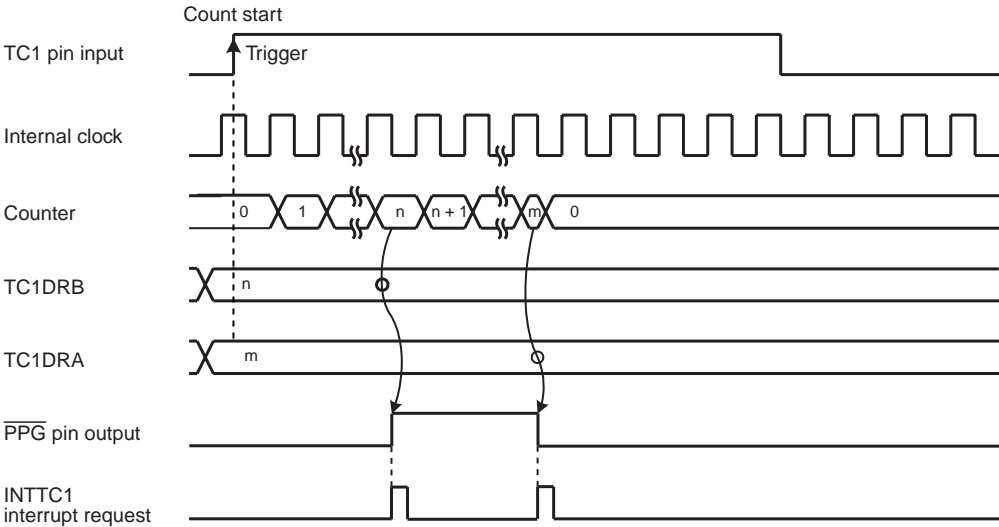 Count start
TC1 pin input
Trigger
Internal clock
Counter
0 1 n n + 1 m 0
TC1DRB
n
TC1DRA
m
PPG pin output
INTTC1
interrupt request